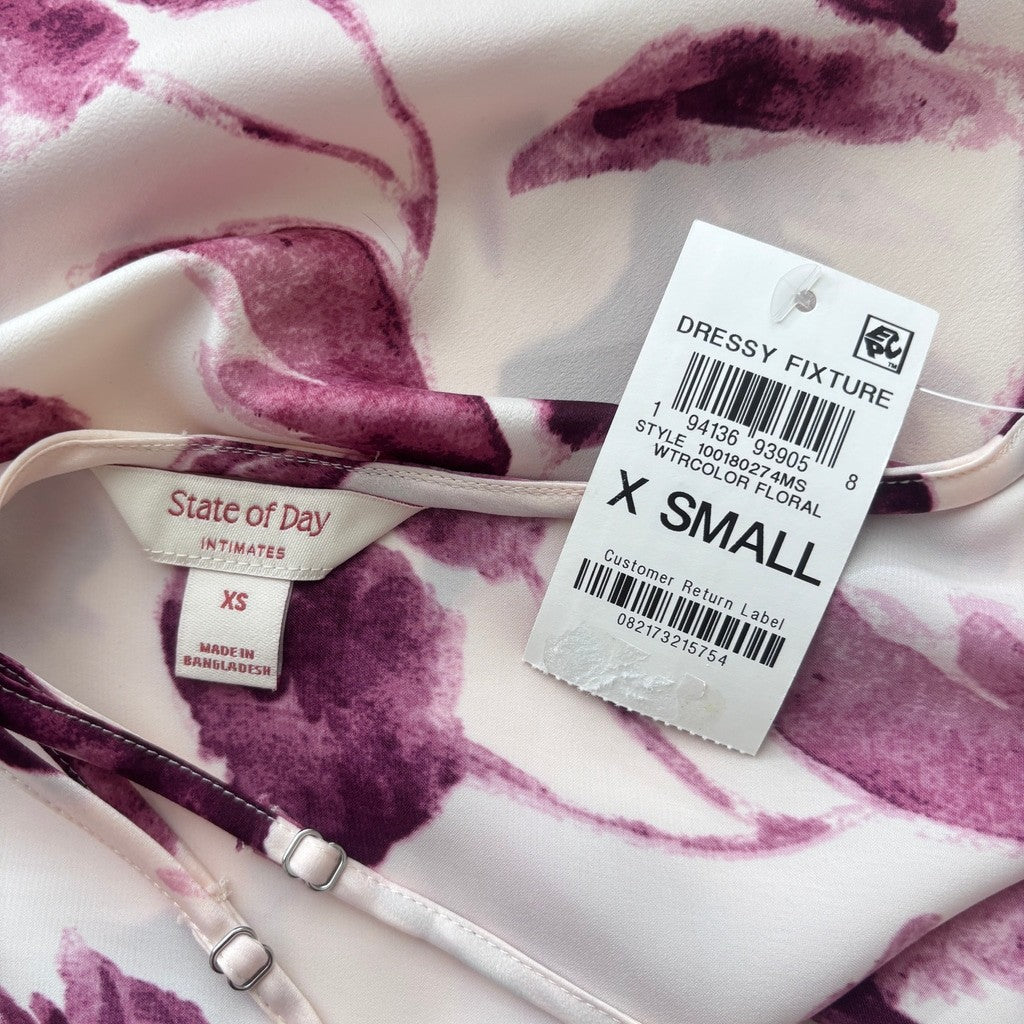 DRESSY FIXTURE
1 94136 93905 8
STYLE 100180274MS
WTRCOLOR FLORAL
X SMALL
Customer Return Label
082173215754
State of Day
INTIMATES
XS
MADE IN
BANGLADESH